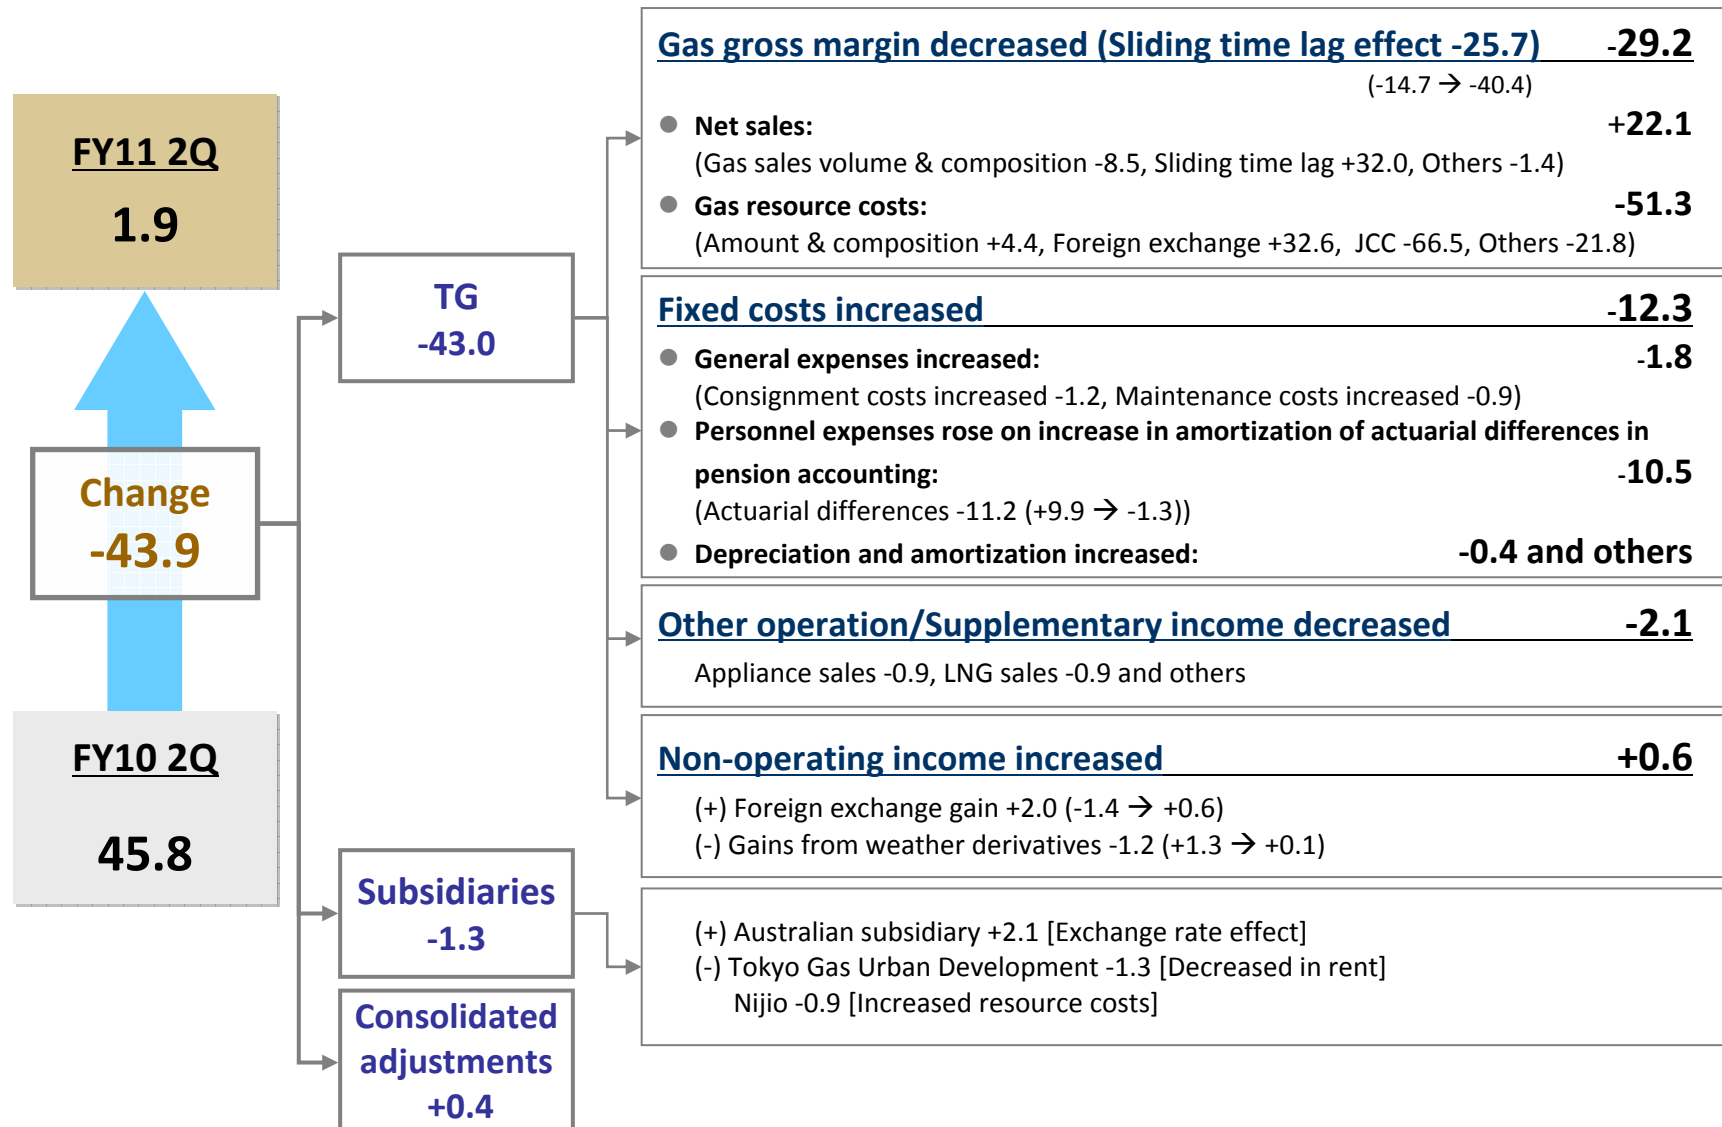 FY11 2Q
1.9
Change
-43.9
FY10 2Q
45.8
TG
-43.0
Subsidiaries
-1.3
Consolidated
adjustments
+0.4
Gas gross margin decreased (Sliding time lag effect -25.7) -29.2
(-14.7 → -40.4)
● Net sales: +22.1
(Gas sales volume & composition -8.5, Sliding time lag +32.0, Others -1.4)
● Gas resource costs: -51.3
(Amount & composition +4.4, Foreign exchange +32.6, JCC -66.5, Others -21.8)
Fixed costs increased -12.3
● General expenses increased: -1.8
(Consignment costs increased -1.2, Maintenance costs increased -0.9)
● Personnel expenses rose on increase in amortization of actuarial differences in
pension accounting: -10.5
(Actuarial differences -11.2 (+9.9 → -1.3))
● Depreciation and amortization increased: -0.4 and others
Other operation/Supplementary income decreased -2.1
Appliance sales -0.9, LNG sales -0.9 and others
Non-operating income increased +0.6
(+) Foreign exchange gain +2.0 (-1.4 → +0.6)
(-) Gains from weather derivatives -1.2 (+1.3 → +0.1)
(+) Australian subsidiary +2.1 [Exchange rate effect]
(-) Tokyo Gas Urban Development -1.3 [Decreased in rent]
Nijio -0.9 [Increased resource costs]